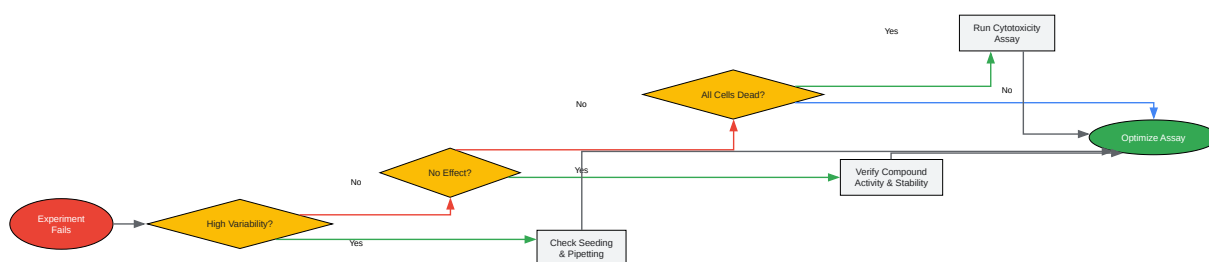 Experiment
Fails
High Variability?
No
Yes
Check Seeding
& Pipetting
No Effect?
No
Yes
Verify Compound
Activity & Stability
All Cells Dead?
Yes
No
Run Cytotoxicity
Assay
Optimize Assay